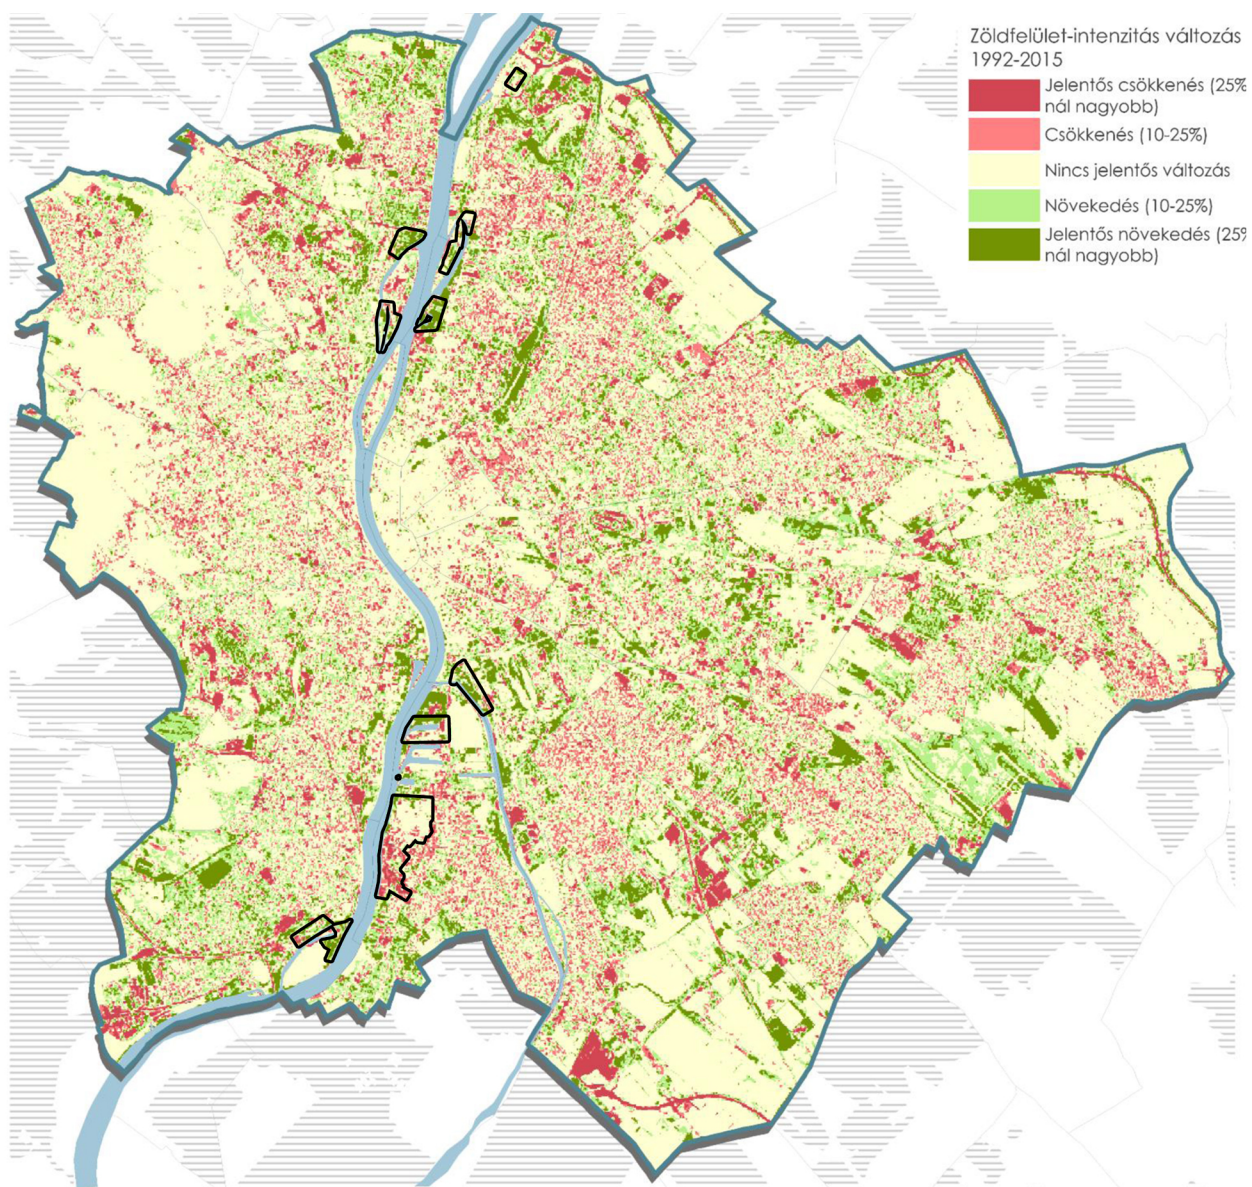 Zöldfelület-intenzitás változás
1992-2015
Jelentős csökkenés (25%
nál nagyobb)
Csökkenés (10-25%)
Nincs jelentős változás
Növekedés (10-25%)
Jelentős növekedés (25%
nál nagyobb)